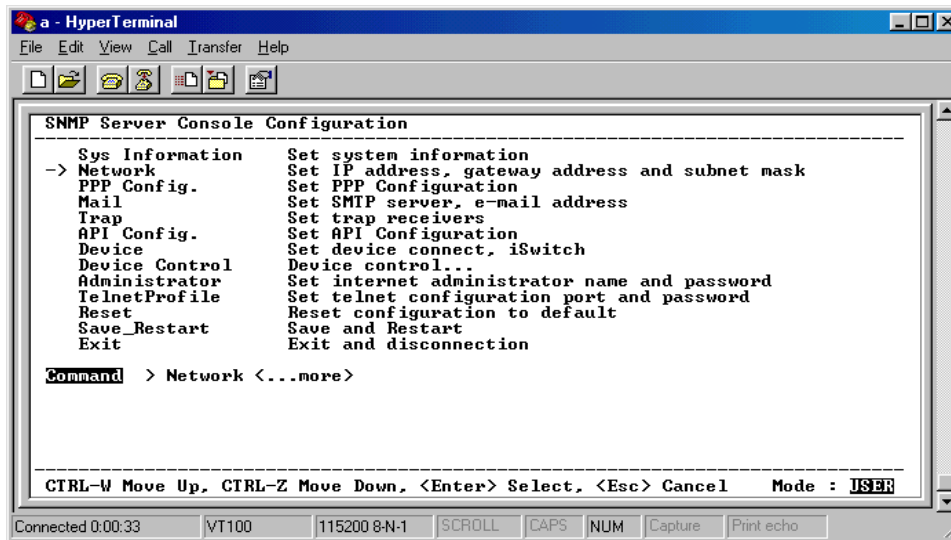 a - HyperTerminal
File Edit View Call Transfer Help
SNMP Server Console Configuration
Sys Information Set system information
-> Network Set IP address, gateway address and subnet mask
PPP Config. Set PPP Configuration
Mail Set SMTP server, e-mail address
Trap Set trap receivers
API Config. Set API Configuration
Device Set device connect, iSwitch
Device Control Device control...
Administrator Set internet administrator name and password
TelnetProfile Set telnet configuration port and password
Reset Reset configuration to default
Save_Restart Save and Restart
Exit Exit and disconnection
Command > Network <...more>
CTRL-W Move Up, CTRL-Z Move Down, <Enter> Select, <Esc> Cancel Mode : USER
Connected 0:00:33 VT100 115200 8-N-1 SCROLL CAPS NUM Capture Print echo